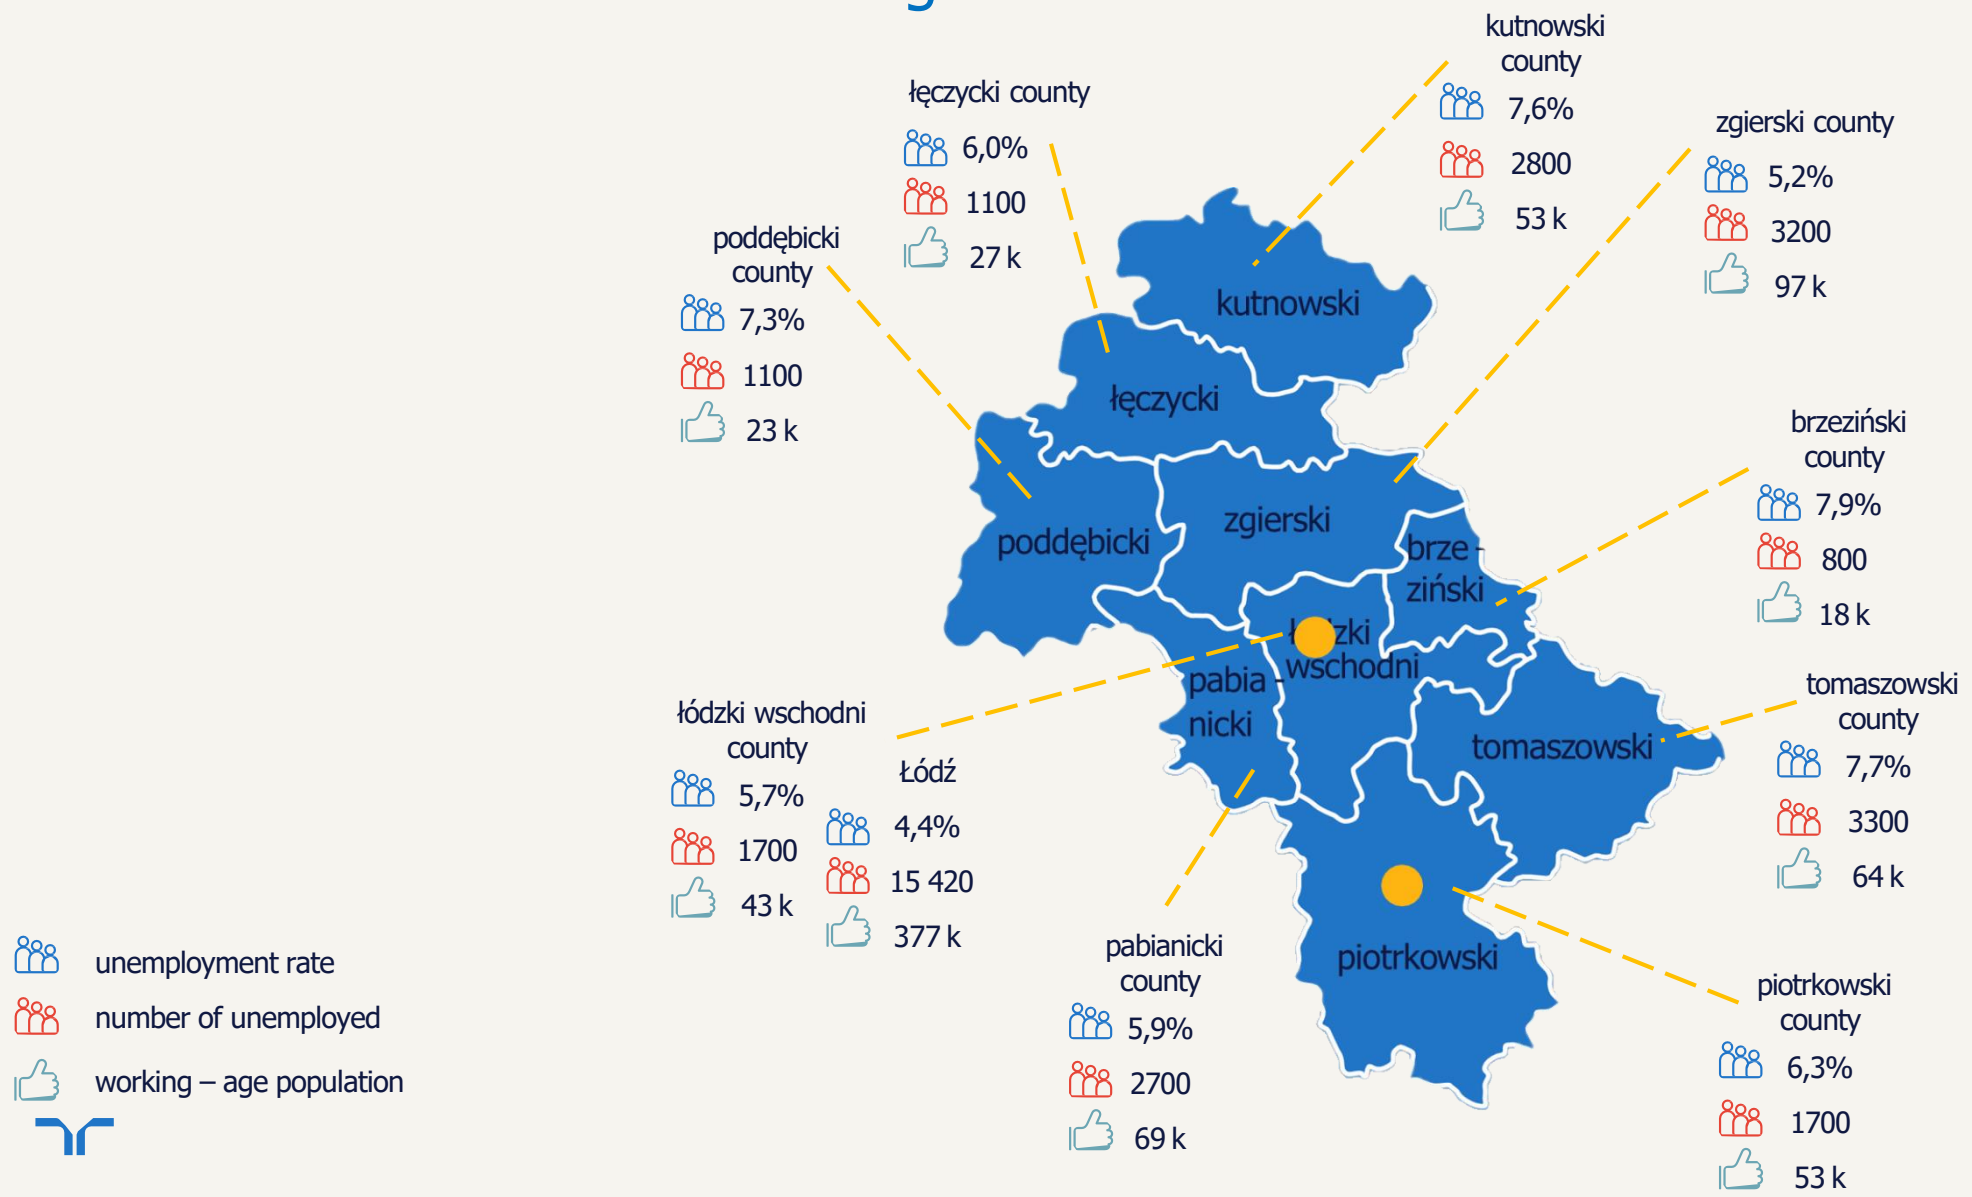 kutnowski
county
7,6%
2800
53 k
łęczycki county
6,0%
1100
27 k
zgierski county
5,2%
3200
97 k
poddębicki
county
7,3%
1100
23 k
kutnowski
łęczycki
zgierski
poddębicki
brze -
ziński
wschodni
pabia -
nicki
tomaszowski
piotrkowski
brzeziński
county
7,9%
800
18 k
tomaszowski
county
7,7%
3300
64 k
łódzki wschodni
county
5,7%
1700
43 k
Łódź
4,4%
15 420
377 k
pabianicki
county
5,9%
2700
69 k
piotrkowski
county
6,3%
1700
53 k
unemployment rate
number of unemployed
working – age population